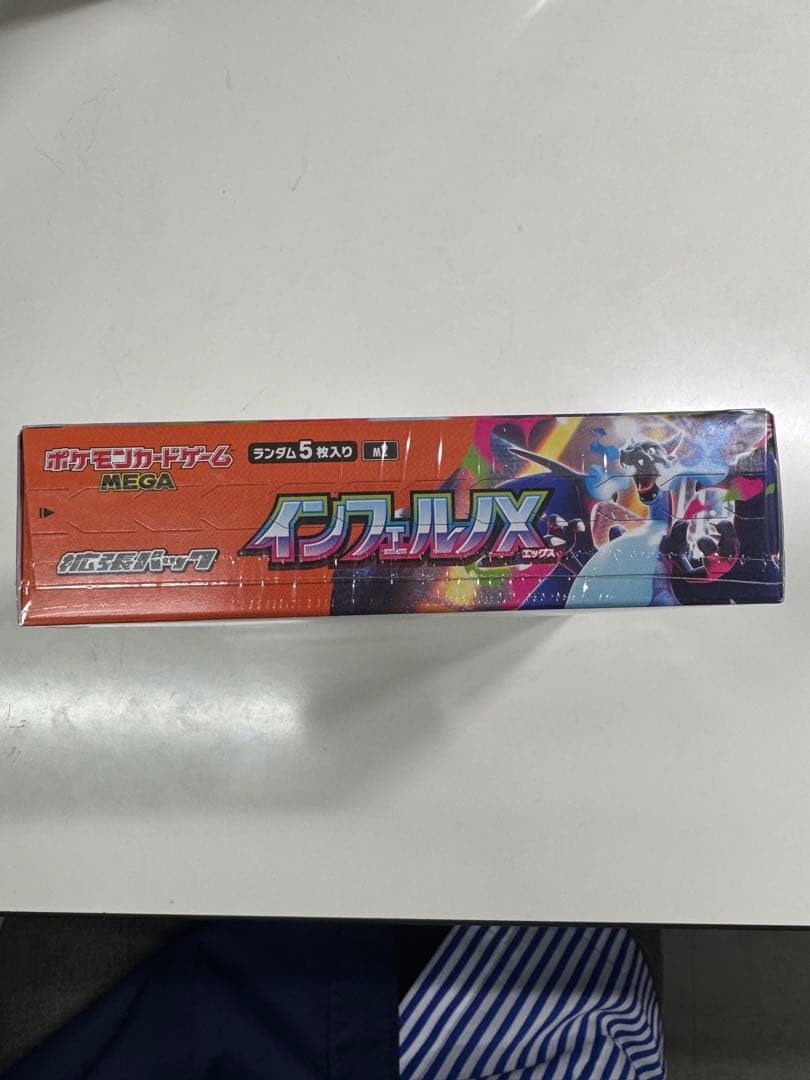 ポケモンカードゲーム
MEGA
ランダム5枚入り M2
インフェルノX
エックス
拡張パック